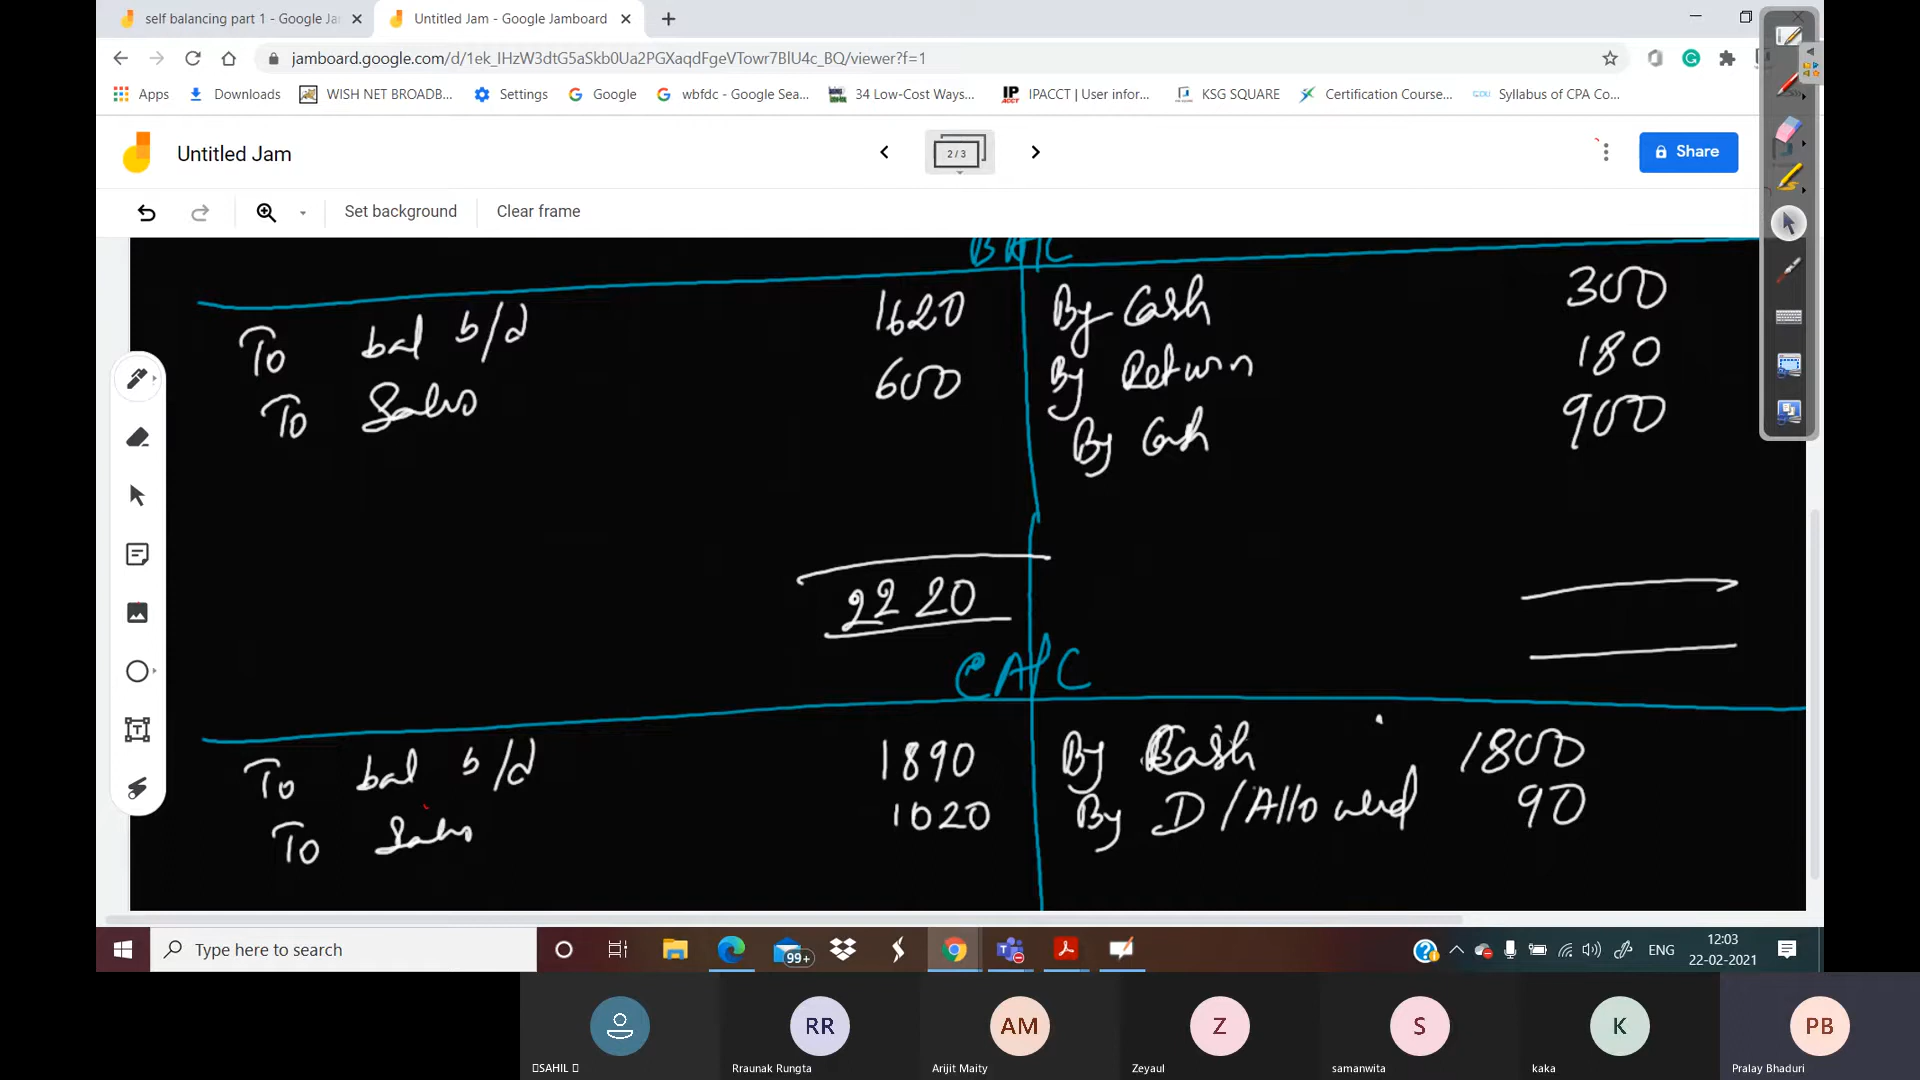 self balancing part 1 - Google Ja
Untitled Jam - Google Jamboard
jamboard.google.com/d/1ek_IHzW3dtG5aSkb0Ua2PGXaqdFgeVTowr7BlU4c_BQ/viewer?f=1
Apps Downloads WISH NET BROADB... Settings Google wbfdc - Google Sea... 34 Low-Cost Ways... IPACCT | User infor... KSG SQUARE Certification Course... Syllabus of CPA Co...
Untitled Jam
2 / 3
Share
Set background Clear frame
B A/C
To bal b/d 1620 By Cash 300
To Sales 600 By Return 180
By Cash 900
2220
C A/C
To bal b/d 1890 By Cash 1800
To Sales 1020 By D/Allowed 90
Type here to search
99+
ENG
12:03
22-02-2021
RR AM Z S K PB
SAHIL Rraunak Rungta Arijit Maity Zeyaul samanwita kaka Pralay Bhaduri